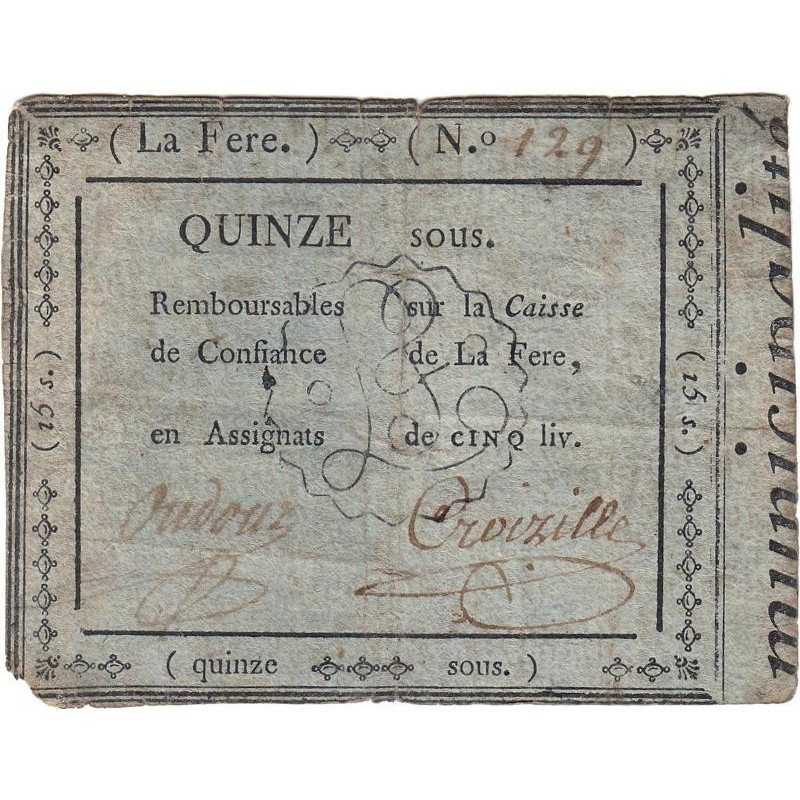 ( La Fere. ) ( N.o 129 )
QUINZE sous.
Remboursables sur la Caisse
de Confiance de La Fere,
en Assignats de CINQ liv.
Croizille
( quinze sous. )
( 15 s. )
( 15 s. )